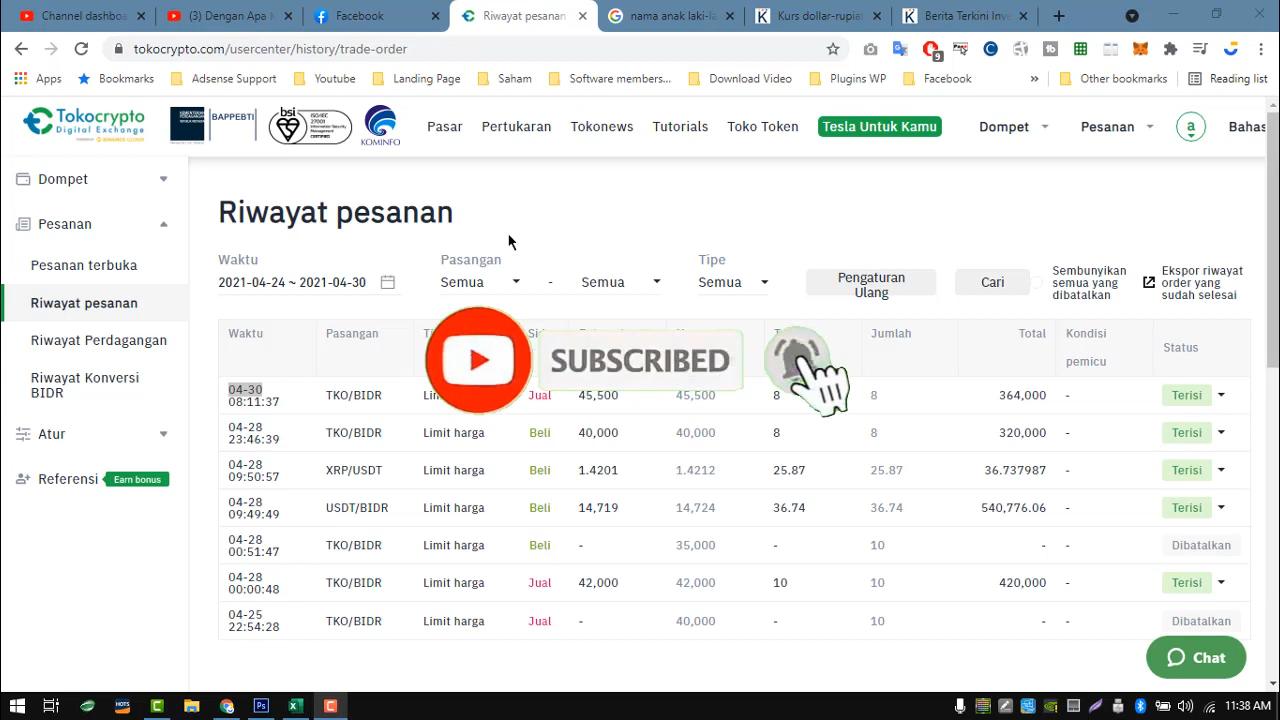 Channel dashboa
(3) Dengan Apa
Facebook
Riwayat pesanan
nama anak laki-la
Kurs dollar-rupia
Berita Terkini Inve
tokocrypto.com/usercenter/history/trade-order
9
Apps
Bookmarks
Adsense Support
Youtube
Landing Page
Saham
Software members...
Download Video
Plugins WP
Facebook
Other bookmarks
Reading list
Tokocrypto
Digital Exchange
BAPPEBTI
bsi
KOMINFO
Pasar
Pertukaran
Tokonews
Tutorials
Toko Token
Tesla Untuk Kamu
Dompet
Pesanan
a
Bahas
Dompet
Pesanan
Pesanan terbuka
Riwayat pesanan
Riwayat Perdagangan
Riwayat Konversi
BIDR
Atur
Referensi
Earn bonus
Riwayat pesanan
Waktu
2021-04-24 ~ 2021-04-30
Pasangan
Semua
-
Semua
Tipe
Semua
Pengaturan
Ulang
Cari
Sembunyikan
semua yang
dibatalkan
Ekspor riwayat
order yang
sudah selesai
Waktu Pasangan Jumlah Total Kondisi pemicu Status
SUBSCRIBED
04-30 08:11:37 TKO/BIDR Jual 45,500 45,500 8 8 364,000 - Terisi
04-28 23:46:39 TKO/BIDR Limit harga Beli 40,000 40,000 8 8 320,000 - Terisi
04-28 09:50:57 XRP/USDT Limit harga Beli 1.4201 1.4212 25.87 25.87 36.737987 - Terisi
04-28 09:49:49 USDT/BIDR Limit harga Beli 14,719 14,724 36.74 36.74 540,776.06 - Terisi
04-28 00:51:47 TKO/BIDR Limit harga Beli - 35,000 - 10 - - Dibatalkan
04-28 00:00:48 TKO/BIDR Limit harga Jual 42,000 42,000 10 10 420,000 - Terisi
04-25 22:54:28 TKO/BIDR Limit harga Jual - 40,000 - 10 - - Dibatalkan
Chat
11:38 AM